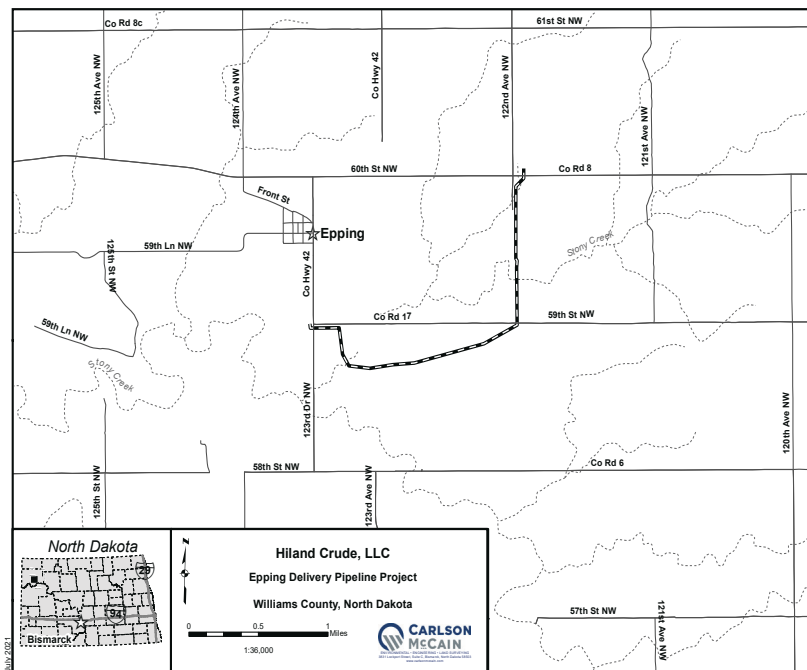 Co Rd 8c
61st St NW
125th Ave NW
124th Ave NW
Co Hwy 42
122nd Ave NW
121st Ave NW
60th St NW
Co Rd 8
Front St
Epping
59th Ln NW
125th St NW
Co Hwy 42
Stony Creek
Co Rd 17
59th St NW
59th Ln NW
Stony Creek
123rd Dr NW
120th Ave NW
58th St NW
Co Rd 6
125th St NW
123rd Ave NW
North Dakota
29
94
Bismarck
N
Hiland Crude, LLC
Epping Delivery Pipeline Project
Williams County, North Dakota
0 0.5 1
Miles
1:36,000
CARLSON
McCAIN
ENVIRONMENTAL • ENGINEERING • LAND SURVEYING
57th St NW
121st Ave NW
July 2021